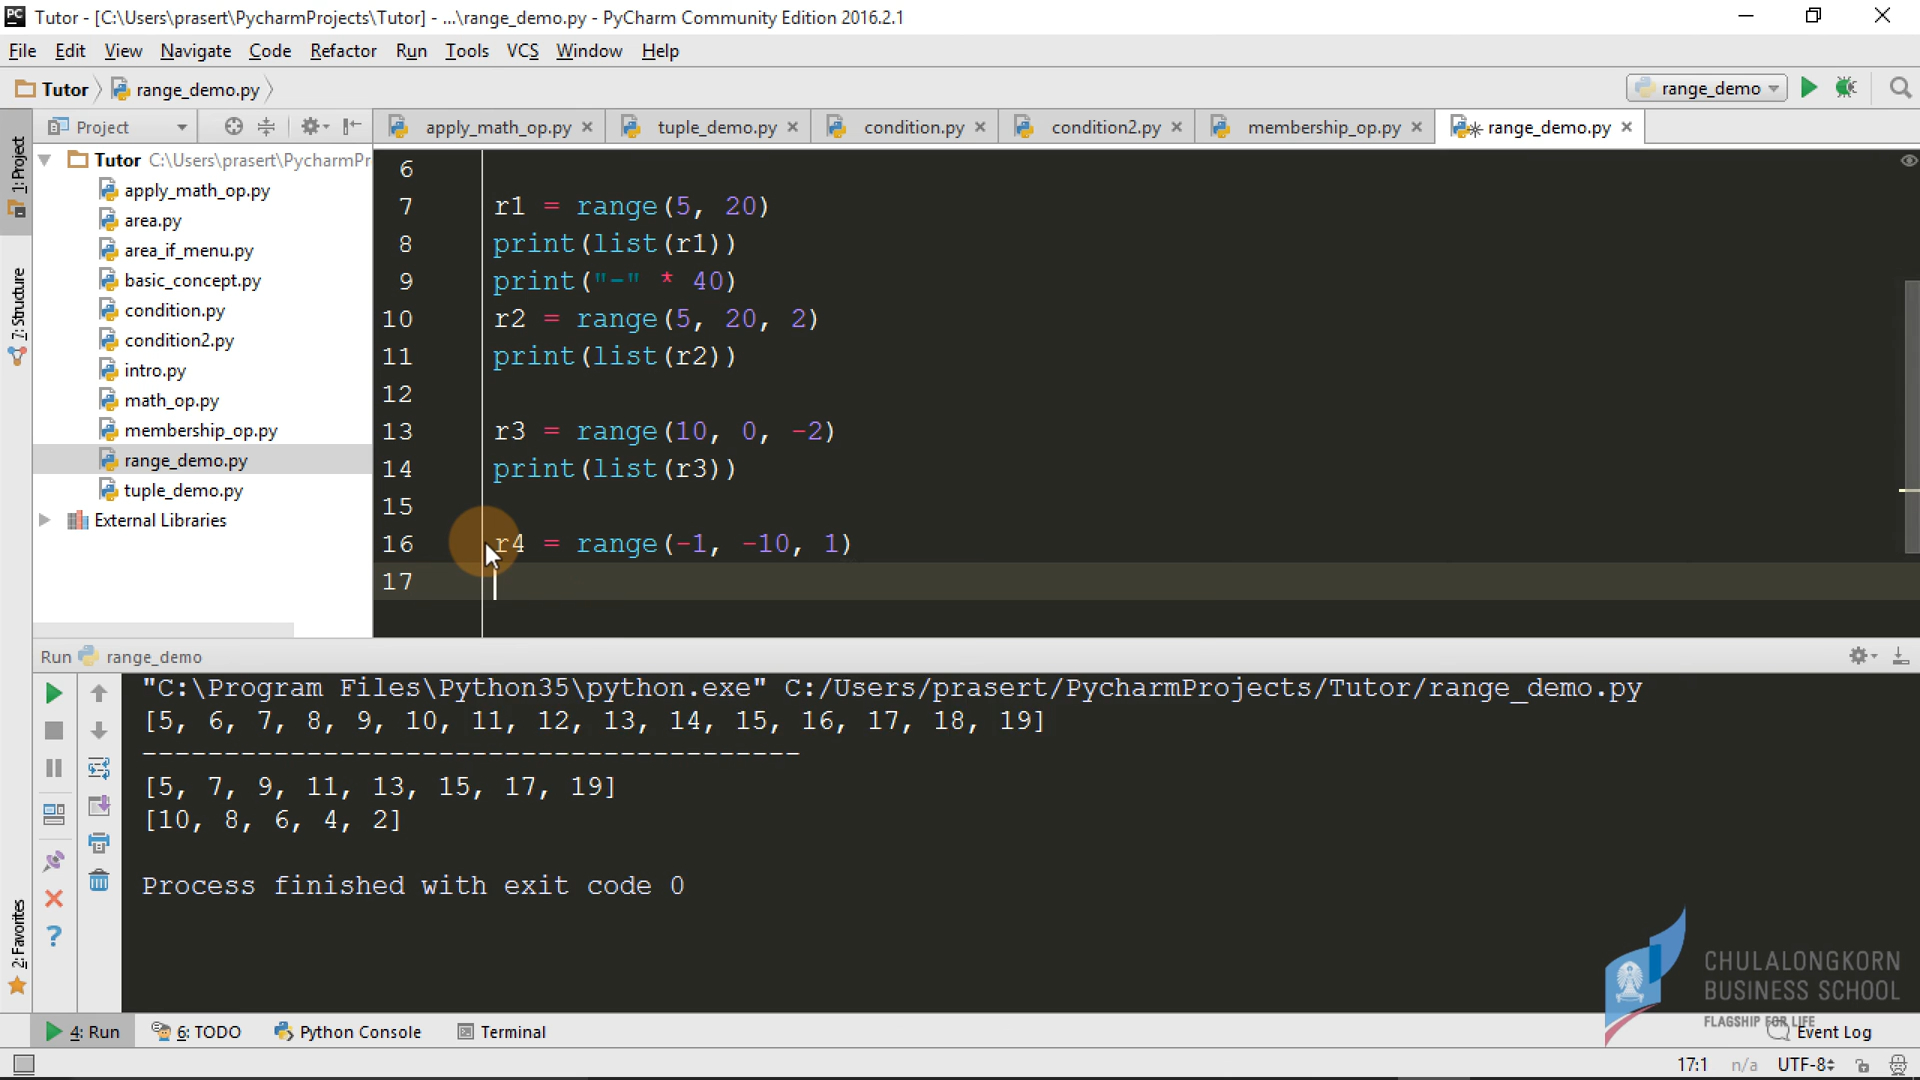 Tutor - [C:\Users\prasert\PycharmProjects\Tutor] - ...\range_demo.py - PyCharm Community Edition 2016.2.1
File Edit View Navigate Code Refactor Run Tools VCS Window Help
Tutor range_demo.py range_demo
Project apply_math_op.py tuple_demo.py condition.py condition2.py membership_op.py range_demo.py
1: Project
7: Structure
2: Favorites
Tutor C:\Users\prasert\PycharmPr
apply_math_op.py
area.py
area_if_menu.py
basic_concept.py
condition.py
condition2.py
intro.py
math_op.py
membership_op.py
range_demo.py
tuple_demo.py
External Libraries
6
7 r1 = range(5, 20)
8 print(list(r1))
9 print("-" * 40)
10 r2 = range(5, 20, 2)
11 print(list(r2))
12
13 r3 = range(10, 0, -2)
14 print(list(r3))
15
16 r4 = range(-1, -10, 1)
17
Run range_demo
"C:\Program Files\Python35\python.exe" C:/Users/prasert/PycharmProjects/Tutor/range_demo.py
[5, 6, 7, 8, 9, 10, 11, 12, 13, 14, 15, 16, 17, 18, 19]
----------------------------------------
[5, 7, 9, 11, 13, 15, 17, 19]
[10, 8, 6, 4, 2]
Process finished with exit code 0
CHULALONGKORN
BUSINESS SCHOOL
FLAGSHIP FOR LIFE
4: Run 6: TODO Python Console Terminal Event Log
17:1 n/a UTF-8